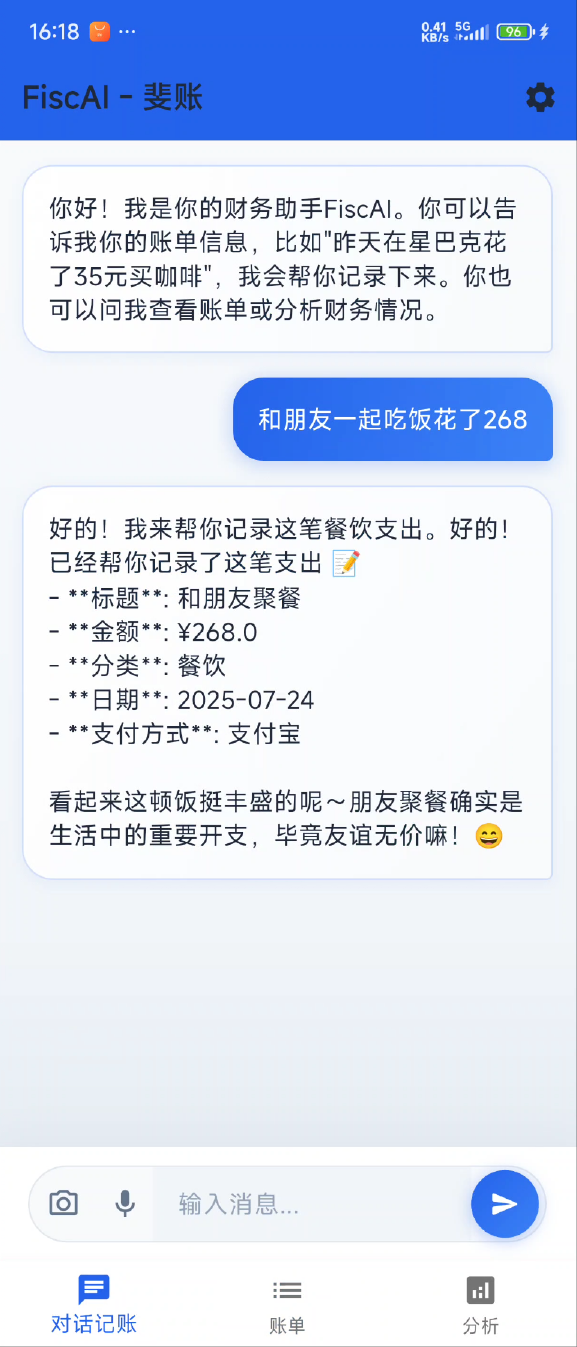 16:18 ... 0.41 KB/s 5G 96
FiscAI - 斐账
你好！我是你的财务助手FiscAI。你可以告
诉我你的账单信息，比如"昨天在星巴克花
了35元买咖啡"，我会帮你记录下来。你也
可以问我查看账单或分析财务情况。
和朋友一起吃饭花了268
好的！我来帮你记录这笔餐饮支出。好的！
已经帮你记录了这笔支出 📝
- **标题**: 和朋友聚餐
- **金额**: ¥268.0
- **分类**: 餐饮
- **日期**: 2025-07-24
- **支付方式**: 支付宝
看起来这顿饭挺丰盛的呢～朋友聚餐确实是
生活中的重要开支，毕竟友谊无价嘛！😄
输入消息...
对话记账 账单 分析